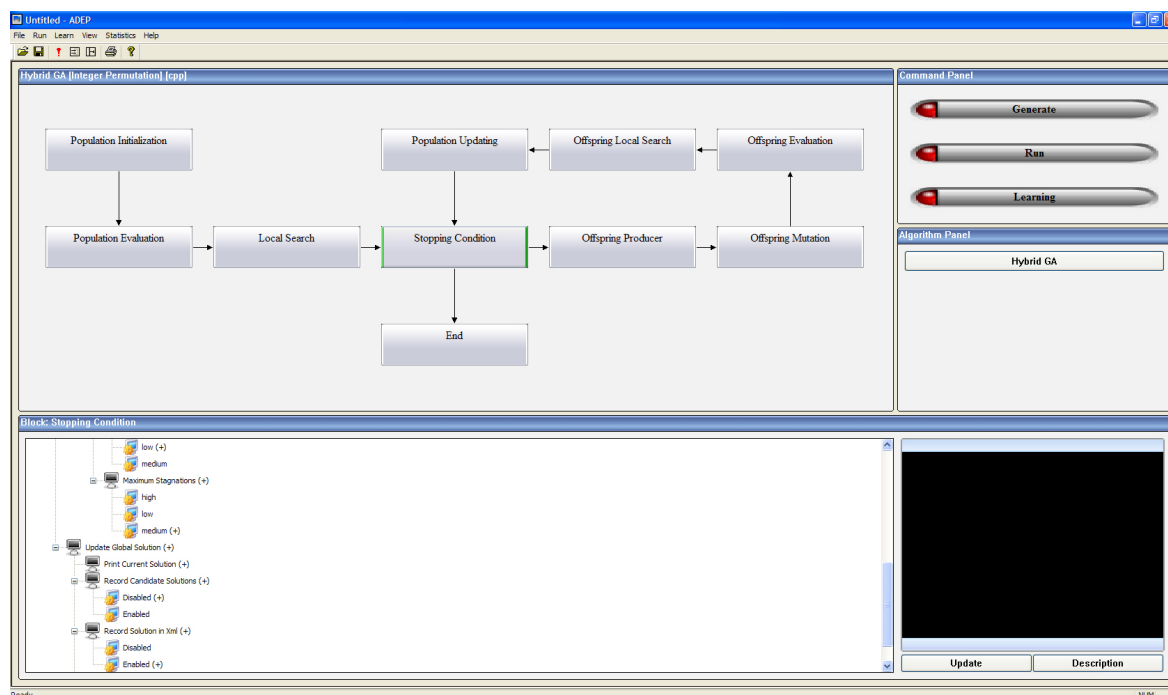 Untitled - ADEP
File Run Learn View Statistics Help
Hybrid GA [Integer Permutation] [cpp]
Population Initialization
Population Updating
Offspring Local Search
Offspring Evaluation
Population Evaluation
Local Search
Stopping Condition
Offspring Producer
Offspring Mutation
End
Command Panel
Generate
Run
Learning
Algorithm Panel
Hybrid GA
Block: Stopping Condition
low (+)
medium
Maximum Stagnations (+)
high
low
medium (+)
Update Global Solution (+)
Print Current Solution (+)
Record Candidate Solutions (+)
Disabled (+)
Enabled
Record Solution in Xml (+)
Disabled
Enabled (+)
Update
Description
Ready
NUM